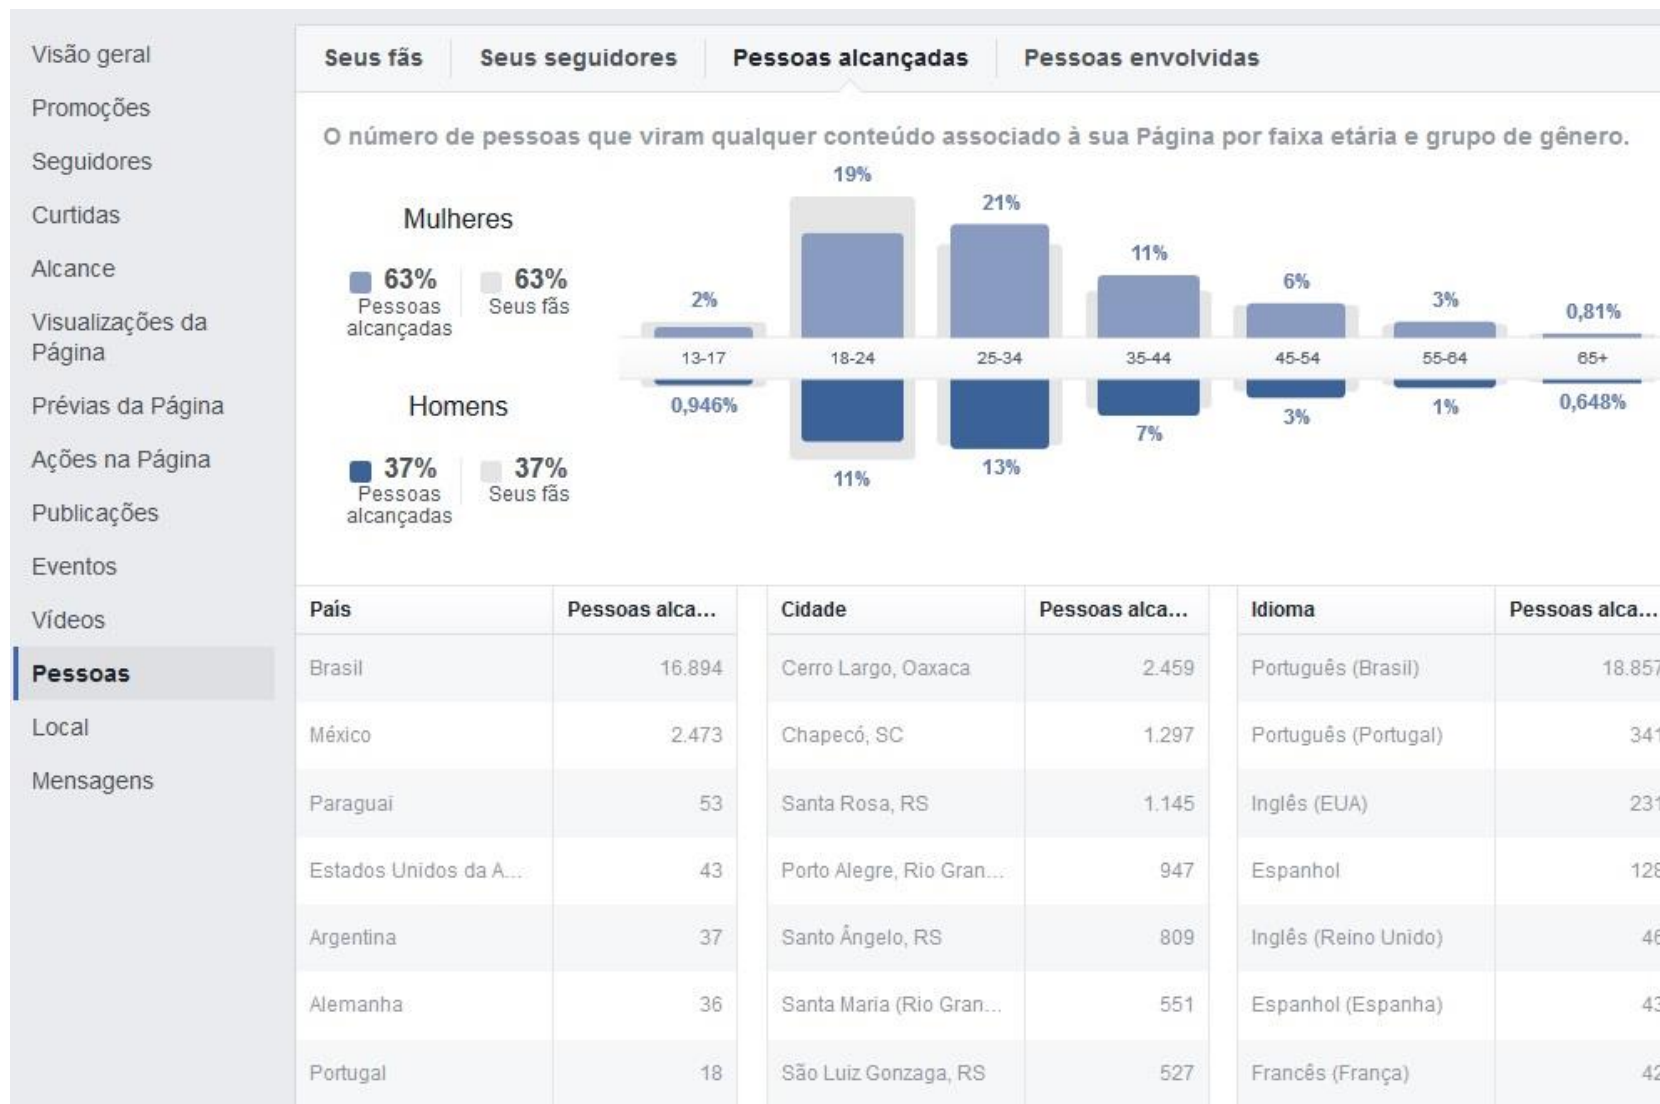 Visão geral
Promoções
Seguidores
Curtidas
Alcance
Visualizações da
Página
Prévias da Página
Ações na Página
Publicações
Eventos
Vídeos
Pessoas
Local
Mensagens
Seus fãs Seus seguidores Pessoas alcançadas Pessoas envolvidas
O número de pessoas que viram qualquer conteúdo associado à sua Página por faixa etária e grupo de gênero.
Mulheres
63% 63%
Pessoas Seus fãs
alcançadas
19%
21%
11%
6%
2% 3%
0,81%
13-17 18-24 25-34 35-44 45-54 55-64 65+
Homens
37% 37%
Pessoas Seus fãs
alcançadas
0,946% 11% 13% 7% 3% 1% 0,648%
País Pessoas alca... Cidade Pessoas alca... Idioma Pessoas alca...
Brasil 16.894 Cerro Largo, Oaxaca 2.459 Português (Brasil) 18.857
México 2.473 Chapecó, SC 1.297 Português (Portugal) 341
Paraguai 53 Santa Rosa, RS 1.145 Inglês (EUA) 231
Estados Unidos da A... 43 Porto Alegre, Rio Gran... 947 Espanhol 128
Argentina 37 Santo Ângelo, RS 809 Inglês (Reino Unido) 46
Alemanha 36 Santa Maria (Rio Gran... 551 Espanhol (Espanha) 43
Portugal 18 São Luiz Gonzaga, RS 527 Francês (França) 42